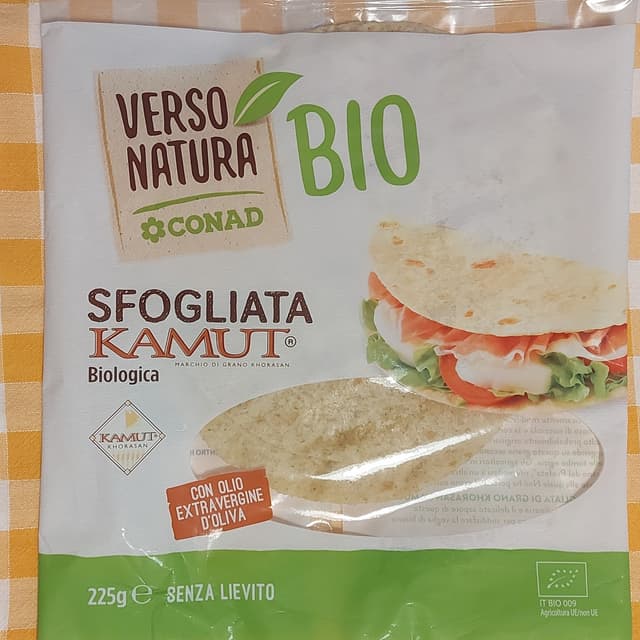 VERSO
NATURA
CONAD
BIO
SFOGLIATA
KAMUT®
MARCHIO DI GRANO KHORASAN
Biologica
KAMUT®
KHORASAN
CON OLIO
EXTRAVERGINE
D'OLIVA
225g e SENZA LIEVITO
IT BIO 009
Agricoltura UE/non UE